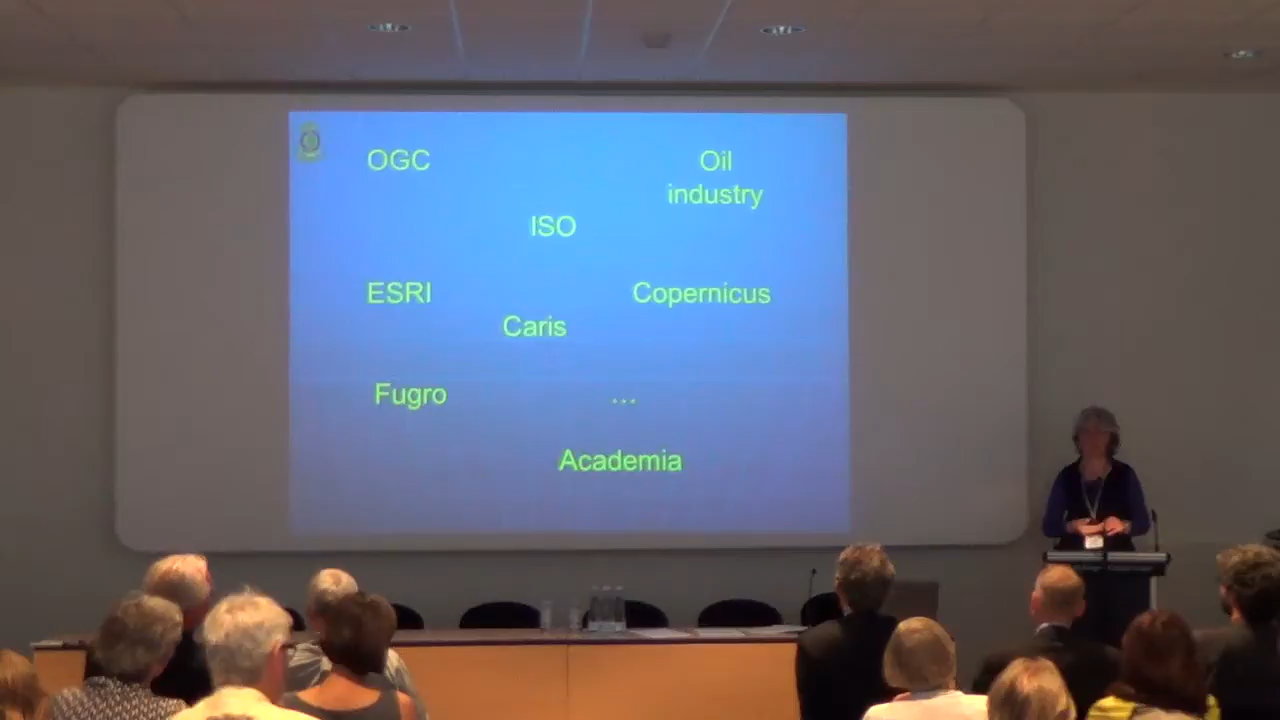 OGC
Oil
industry
ISO
ESRI
Copernicus
Caris
Fugro
...
Academia